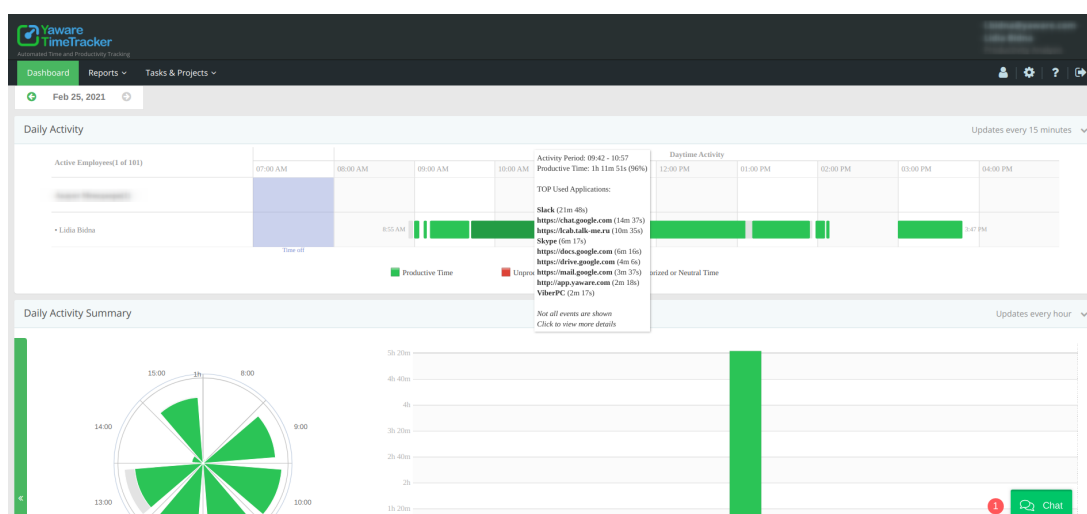 Yaware
TimeTracker
Automated Time and Productivity Tracking
Dashboard Reports Tasks & Projects
Feb 25, 2021
Daily Activity Updates every 15 minutes
Active Employees(1 of 101) Daytime Activity
07:00 AM 08:00 AM 09:00 AM 10:00 AM 12:00 PM 01:00 PM 02:00 PM 03:00 PM 04:00 PM
Activity Period: 09:42 - 10:57
Productive Time: 1h 11m 51s (96%)
TOP Used Applications:
Slack (21m 48s)
https://chat.google.com (14m 37s)
https://lcab.talk-me.ru (10m 35s)
Skype (6m 17s)
https://docs.google.com (6m 16s)
https://drive.google.com (4m 6s)
https://mail.google.com (3m 37s)
http://app.yaware.com (2m 18s)
ViberPC (2m 17s)
Not all events are shown
Click to view more details
• Lidia Bidna 8:55 AM 3:47 PM
Time off
Productive Time Unpro orized or Neutral Time
Daily Activity Summary Updates every hour
15:00 1h 8:00
14:00 9:00
13:00 10:00
5h 20m
4h 40m
4h
3h 20m
2h 40m
2h
1h 20m
«
1 Chat